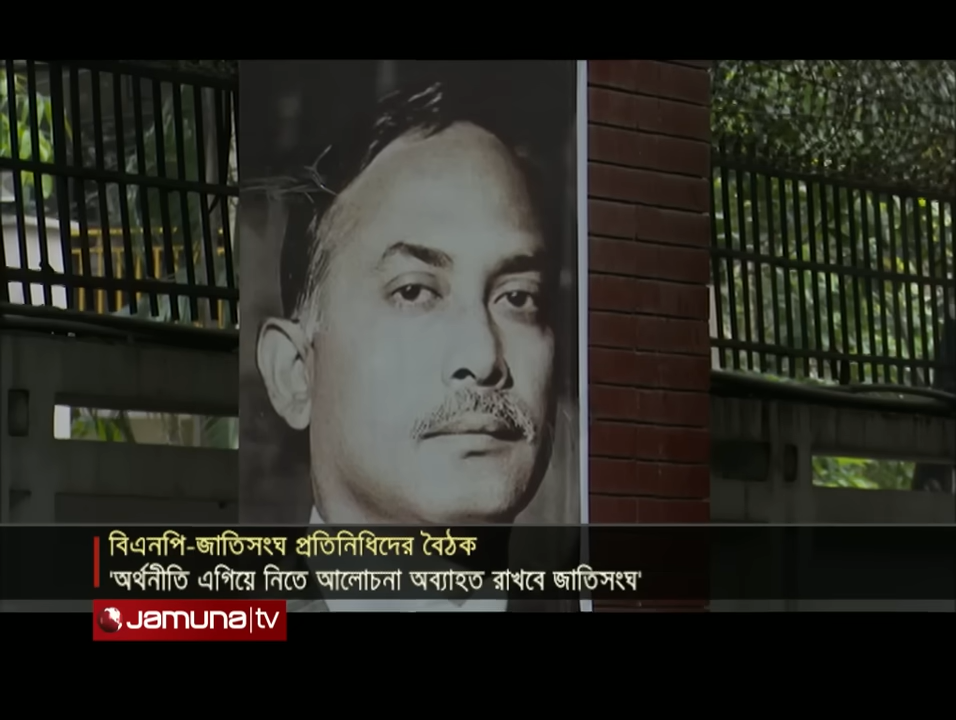 বিএনপি-জাতিসংঘ প্রতিনিধিদের বৈঠক
'অর্থনীতি এগিয়ে নিতে আলোচনা অব্যাহত রাখবে জাতিসংঘ'
Jamuna|tv